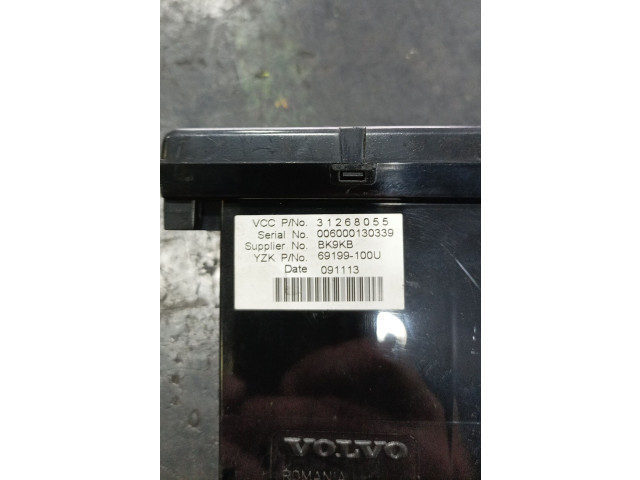 VCC P/No. 31268055
Serial No. 006000130339
Supplier No. BK9KB
YZK P/No. 69199-100U
Date 091113
VOLVO
ROMANIA